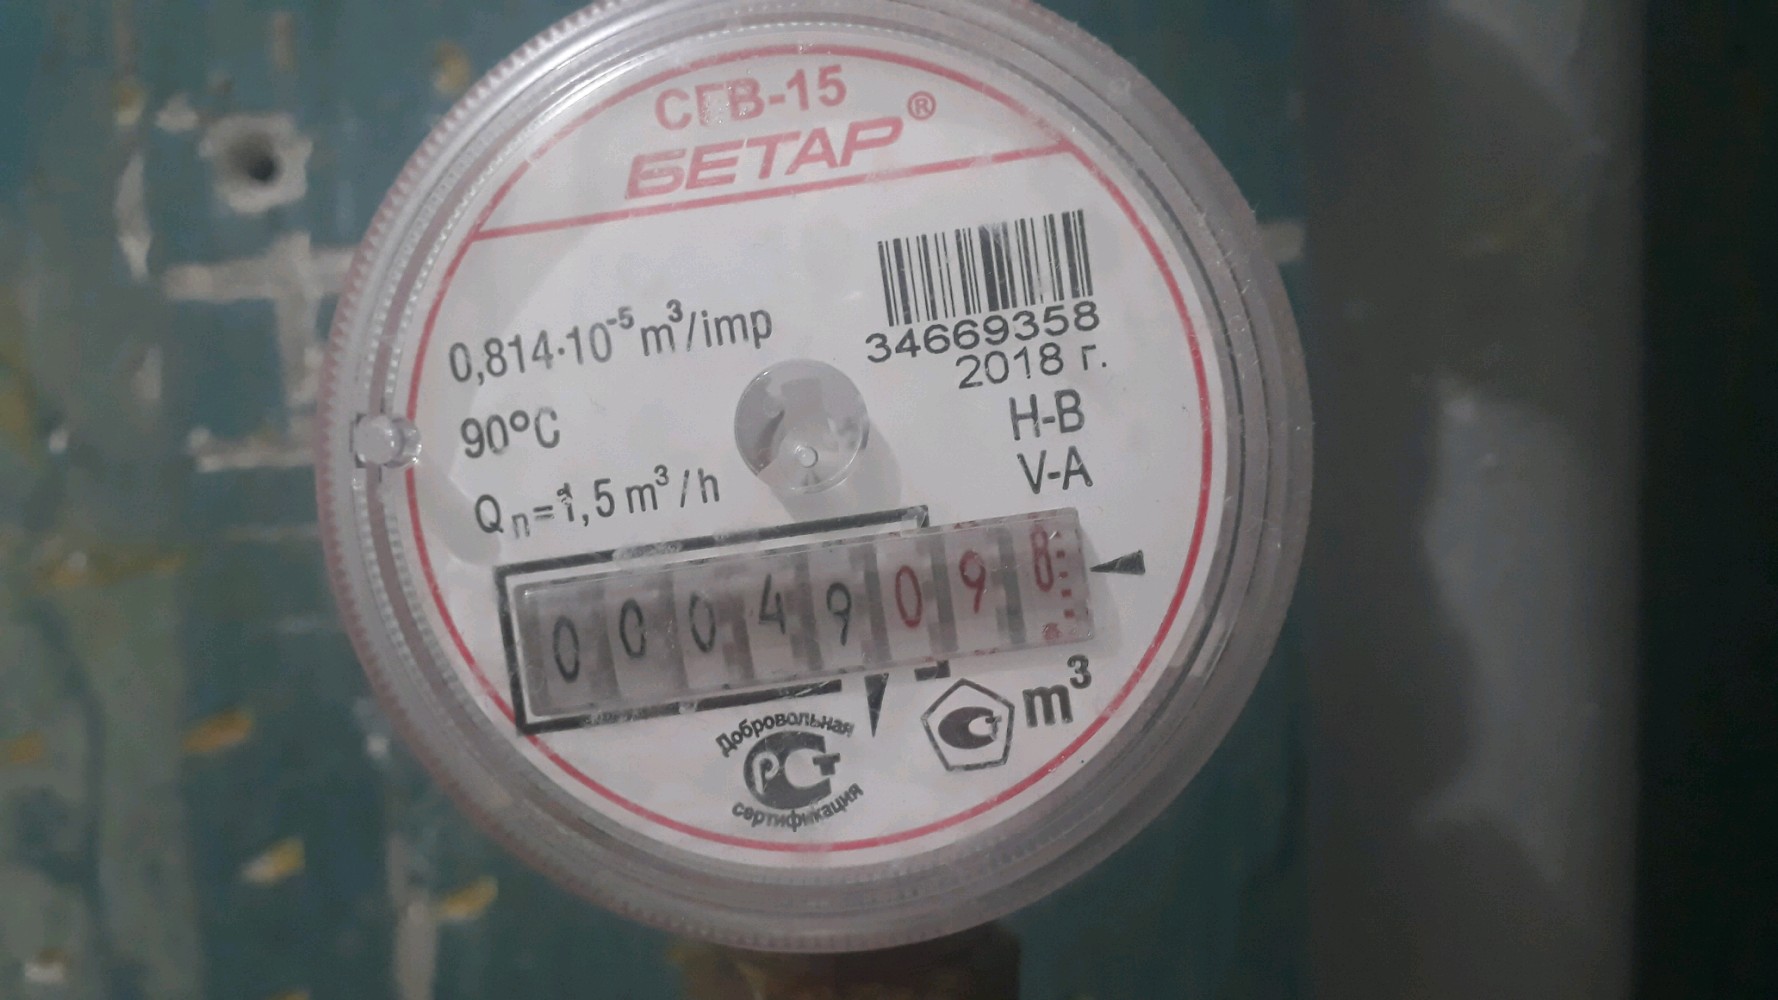 СГВ-15
БЕТАР®
34669358
2018 г.
0,814·10⁻⁵ m³/imp
90°C
H-B
V-A
Qn=1,5 m³/h
00049098
m³
Добровольная
РСТ
сертификация